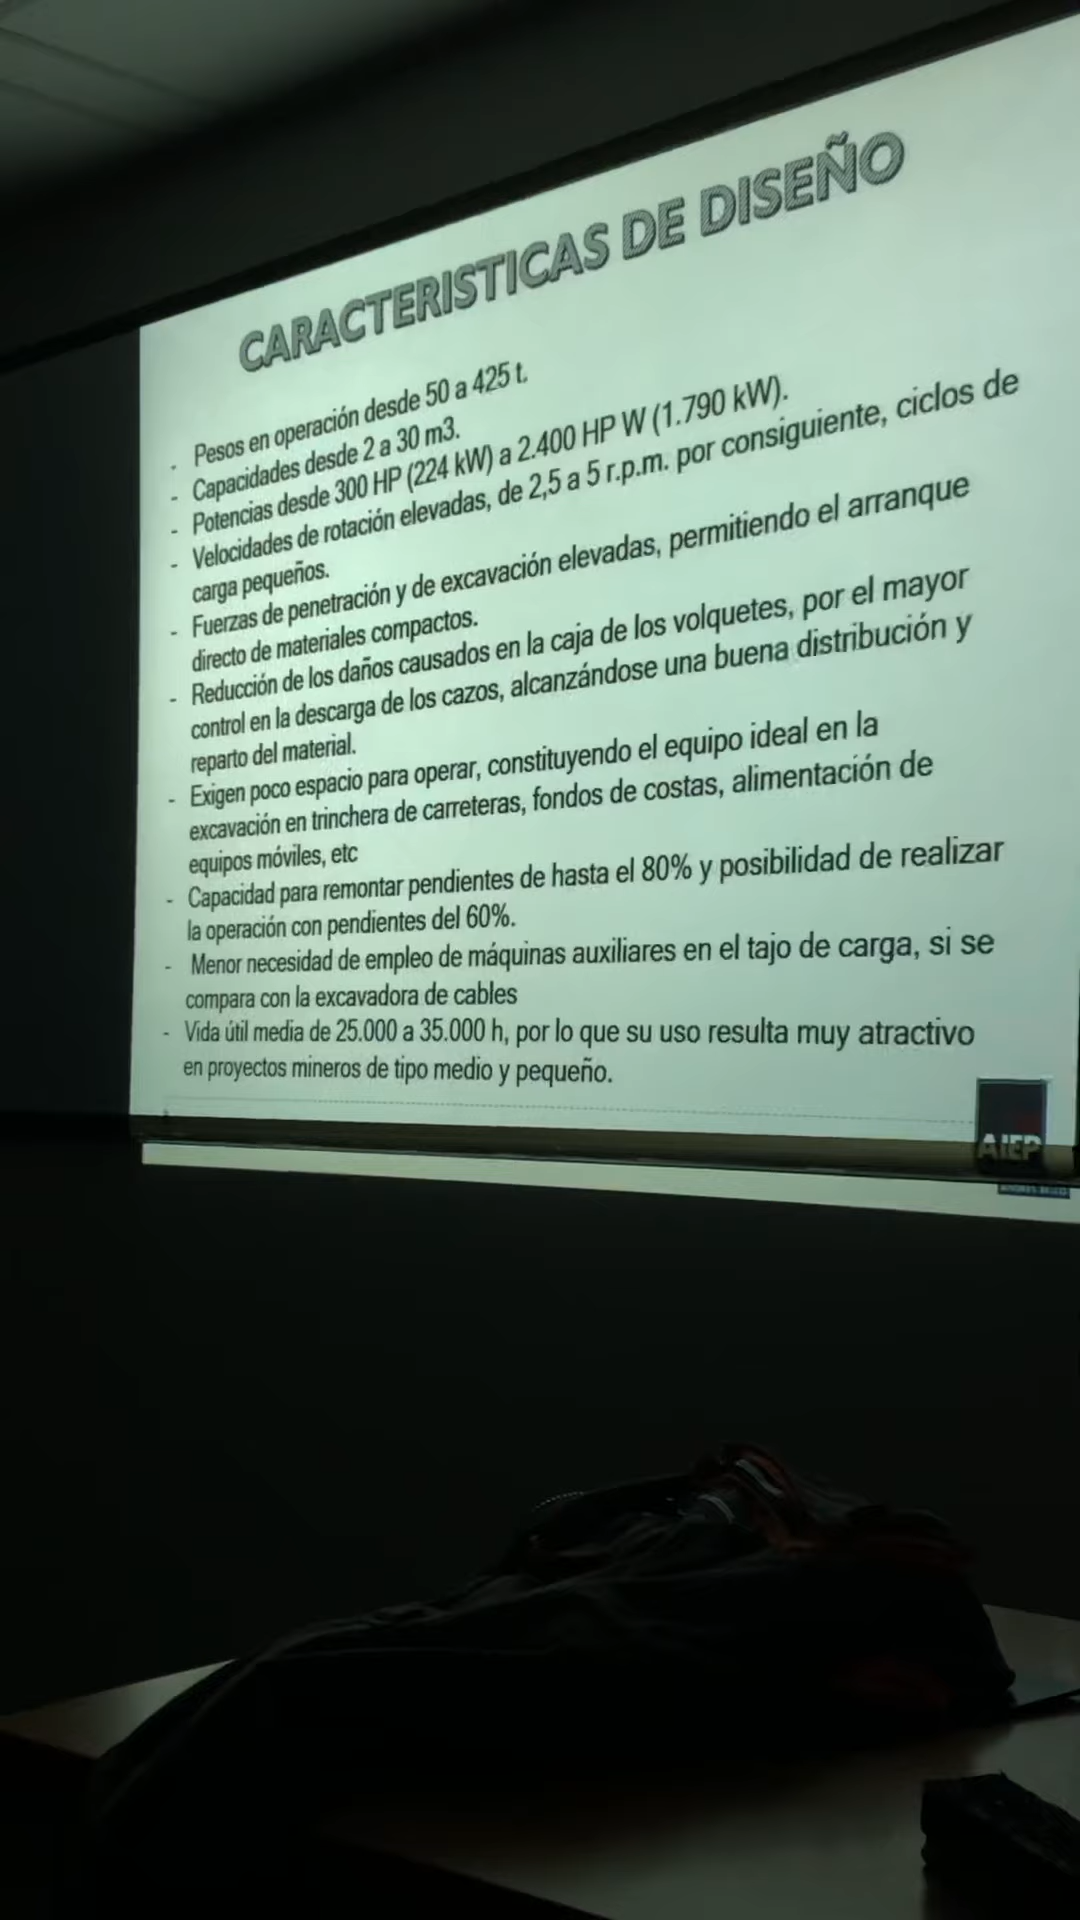 CARACTERISTICAS DE DISEÑO
- Pesos en operación desde 50 a 425 t.
- Capacidades desde 2 a 30 m3.
- Potencias desde 300 HP (224 kW) a 2.400 HP W (1.790 kW).
- Velocidades de rotación elevadas, de 2,5 a 5 r.p.m. por consiguiente, ciclos de
carga pequeños.
- Fuerzas de penetración y de excavación elevadas, permitiendo el arranque
directo de materiales compactos.
- Reducción de los daños causados en la caja de los volquetes, por el mayor
control en la descarga de los cazos, alcanzándose una buena distribución y
reparto del material.
- Exigen poco espacio para operar, constituyendo el equipo ideal en la
excavación en trinchera de carreteras, fondos de costas, alimentación de
equipos móviles, etc
- Capacidad para remontar pendientes de hasta el 80% y posibilidad de realizar
la operación con pendientes del 60%.
- Menor necesidad de empleo de máquinas auxiliares en el tajo de carga, si se
compara con la excavadora de cables
- Vida útil media de 25.000 a 35.000 h, por lo que su uso resulta muy atractivo
en proyectos mineros de tipo medio y pequeño.
AIEP